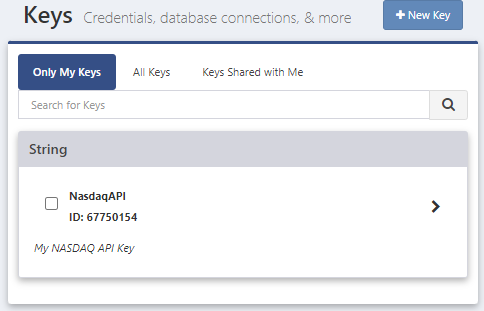 Keys Credentials, database connections, & more
+ New Key
Only My Keys All Keys Keys Shared with Me
Search for Keys
String
NasdaqAPI
ID: 67750154
My NASDAQ API Key